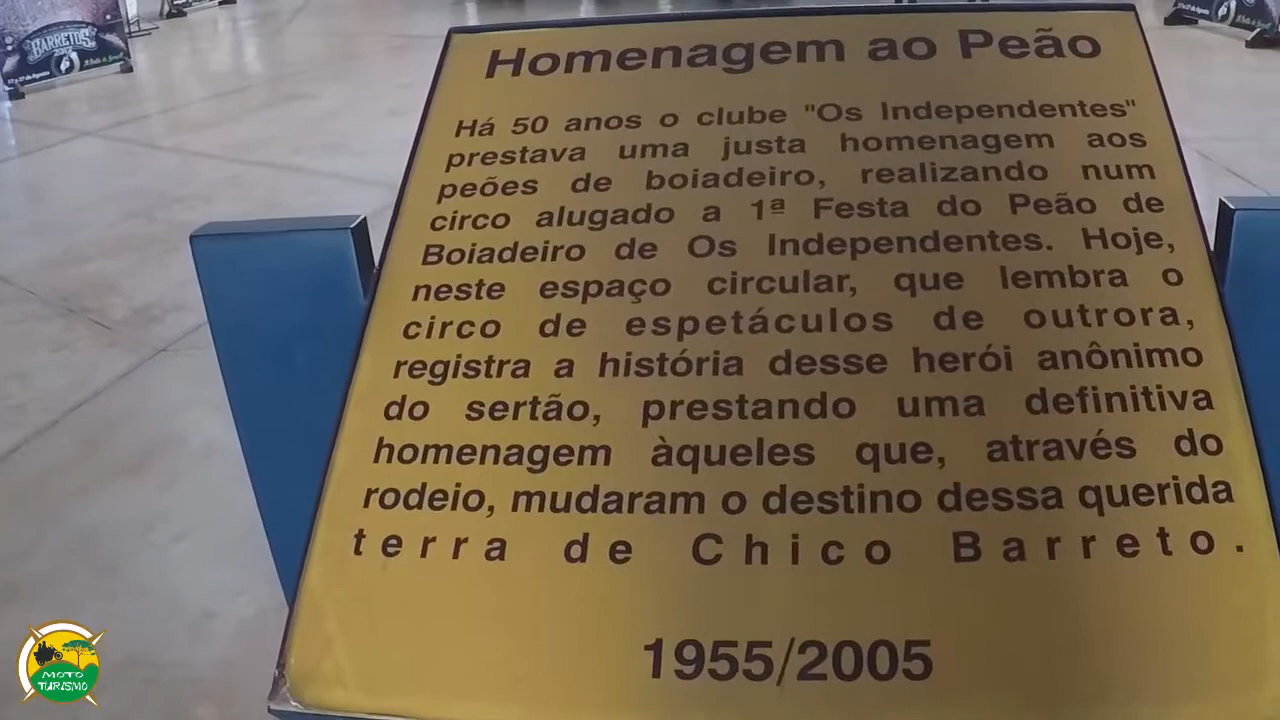 BARRETOS
Homenagem ao Peão
Há 50 anos o clube "Os Independentes"
prestava uma justa homenagem aos
peões de boiadeiro, realizando num
circo alugado a 1ª Festa do Peão de
Boiadeiro de Os Independentes. Hoje,
neste espaço circular, que lembra o
circo de espetáculos de outrora,
registra a história desse herói anônimo
do sertão, prestando uma definitiva
homenagem àqueles que, através do
rodeio, mudaram o destino dessa querida
terra de Chico Barreto.
1955/2005
MOTO
TURISMO